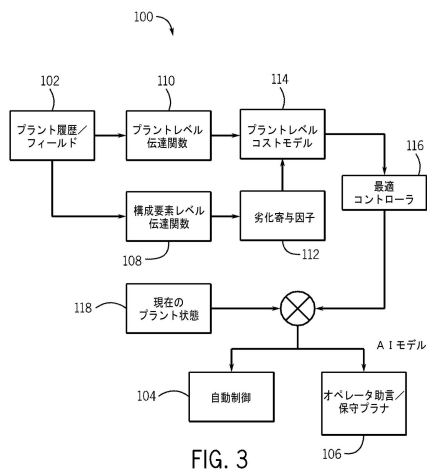 100
102
110
114
プラント履歴/
フィールド
プラントレベル
伝達関数
プラントレベル
コストモデル
116
最適
コントローラ
構成要素レベル
伝達関数
劣化寄与因子
108
112
118
現在の
プラント状態
AIモデル
104
自動制御
オペレータ助言/
保守プラナ
106
FIG. 3